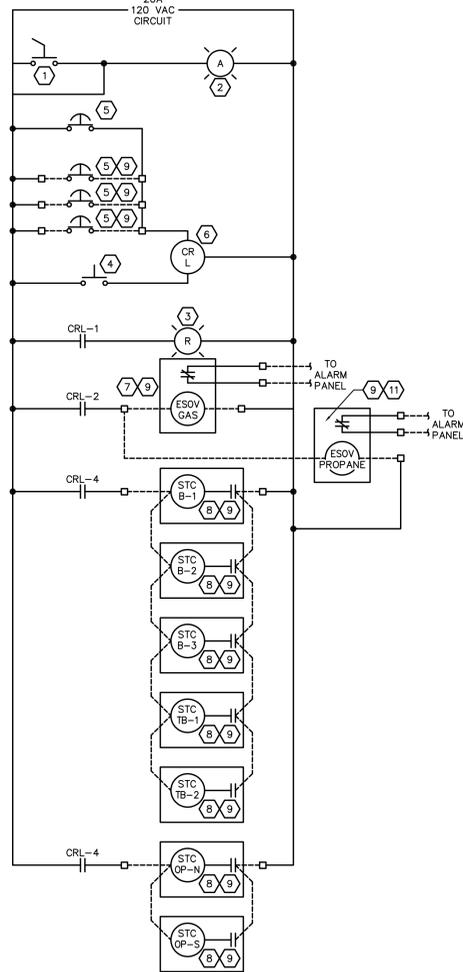 20A
120 VAC
CIRCUIT
1
A
2
5
5 9
5 9
5 9
6
CR
L
4
3
CRL-1
R
TO
ALARM
PANEL
7 9
CRL-2
ESOV
GAS
9 11
TO
ALARM
PANEL
ESOV
PROPANE
CRL-4
STC
B-1
8 9
STC
B-2
8 9
STC
B-3
8 9
STC
TB-1
8 9
STC
TB-2
8 9
CRL-4
STC
OP-N
8 9
STC
OP-S
8 9